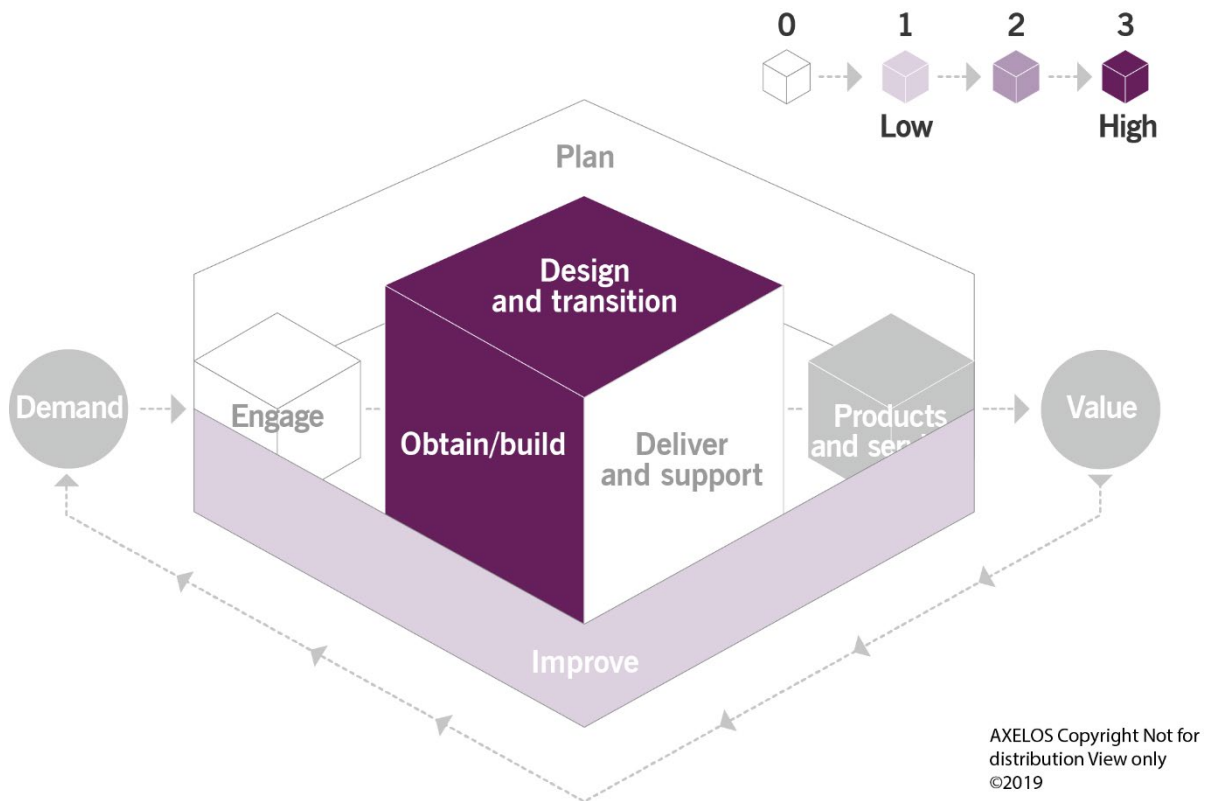 0 1 2 3
Low High
Plan
Design
and transition
Demand
Engage
Obtain/build
Deliver
and support
Products
and
Value
Improve
AXELOS Copyright Not for
distribution View only
©2019